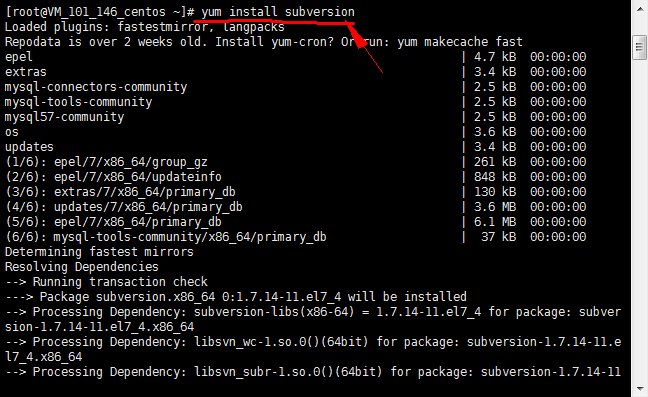 [root@VM_101_146_centos ~]# yum install subversion
Loaded plugins: fastestmirror, langpacks
Repodata is over 2 weeks old. Install yum-cron? Or run: yum makecache fast
epel | 4.7 kB 00:00:00
extras | 3.4 kB 00:00:00
mysql-connectors-community | 2.5 kB 00:00:00
mysql-tools-community | 2.5 kB 00:00:00
mysql57-community | 2.5 kB 00:00:00
os | 3.6 kB 00:00:00
updates | 3.4 kB 00:00:00
(1/6): epel/7/x86_64/group_gz | 261 kB 00:00:00
(2/6): epel/7/x86_64/updateinfo | 848 kB 00:00:00
(3/6): extras/7/x86_64/primary_db | 130 kB 00:00:00
(4/6): updates/7/x86_64/primary_db | 3.6 MB 00:00:00
(5/6): epel/7/x86_64/primary_db | 6.1 MB 00:00:00
(6/6): mysql-tools-community/x86_64/primary_db | 37 kB 00:00:00
Determining fastest mirrors
Resolving Dependencies
--> Running transaction check
---> Package subversion.x86_64 0:1.7.14-11.el7_4 will be installed
--> Processing Dependency: subversion-libs(x86-64) = 1.7.14-11.el7_4 for package: subver
sion-1.7.14-11.el7_4.x86_64
--> Processing Dependency: libsvn_wc-1.so.0()(64bit) for package: subversion-1.7.14-11.e
l7_4.x86_64
--> Processing Dependency: libsvn_subr-1.so.0()(64bit) for package: subversion-1.7.14-11